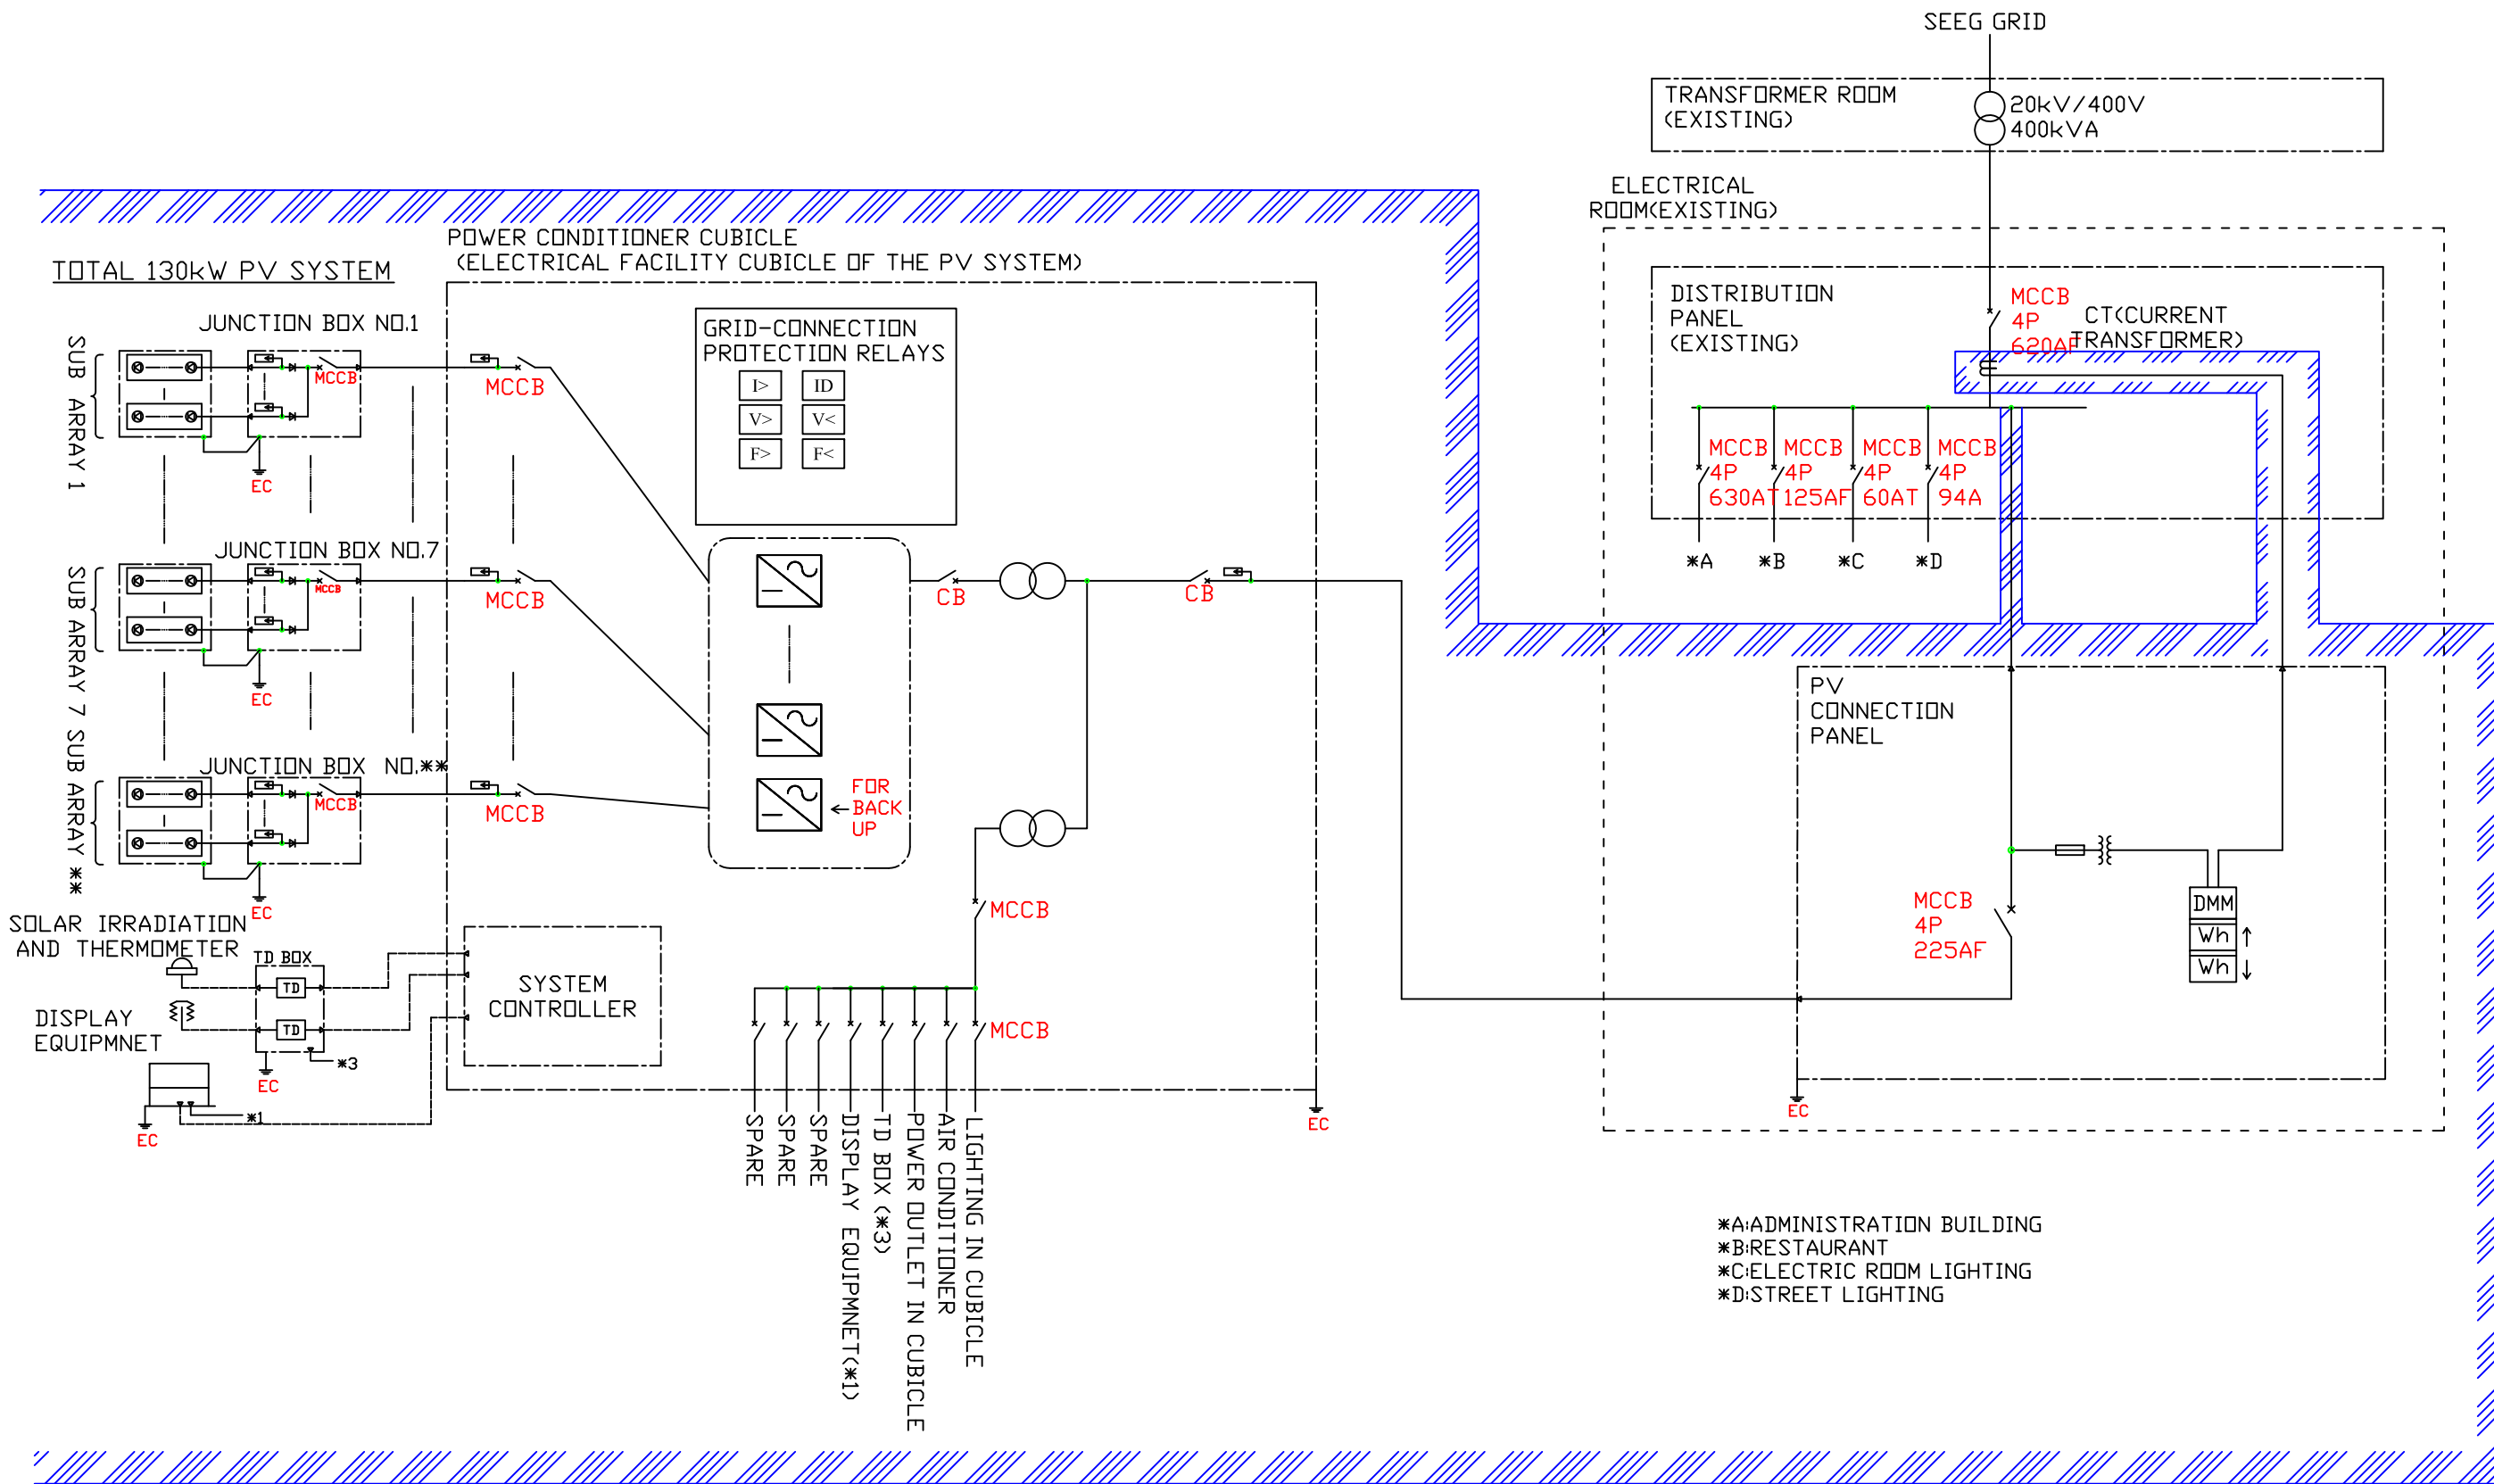 SEEG GRID
TRANSFORMER ROOM
(EXISTING)
20kV/400V
400kVA
ELECTRICAL
ROOM(EXISTING)
POWER CONDITIONER CUBICLE
(ELECTRICAL FACILITY CUBICLE OF THE PV SYSTEM)
TOTAL 130kW PV SYSTEM
DISTRIBUTION
PANEL
(EXISTING)
MCCB
4P
620AF
CT(CURRENT
TRANSFORMER)
GRID-CONNECTION
PROTECTION RELAYS
I>
ID
V>
V<
F>
F<
JUNCTION BOX NO.1
SUB ARRAY 1
MCCB
MCCB
EC
MCCB
4P
630AT
MCCB
4P
125AF
MCCB
4P
60AT
MCCB
4P
94A
*A
*B
*C
*D
JUNCTION BOX NO.7
SUB ARRAY 7
MCCB
MCCB
EC
CB
CB
PV
CONNECTION
PANEL
JUNCTION BOX NO.**
SUB ARRAY **
MCCB
MCCB
EC
FOR
BACK
UP
MCCB
MCCB
4P
225AF
DMM
Wh
Wh
SOLAR IRRADIATION
AND THERMOMETER
TD BOX
TD
TD
*3
EC
SYSTEM
CONTROLLER
MCCB
DISPLAY
EQUIPMNET
*1
EC
EC
EC
SPARE
SPARE
SPARE
DISPLAY EQUIPMNET(*1)
TD BOX (*3)
POWER OUTLET IN CUBICLE
AIR CONDITIONER
LIGHTING IN CUBICLE
*A:ADMINISTRATION BUILDING
*B:RESTAURANT
*C:ELECTRIC ROOM LIGHTING
*D:STREET LIGHTING